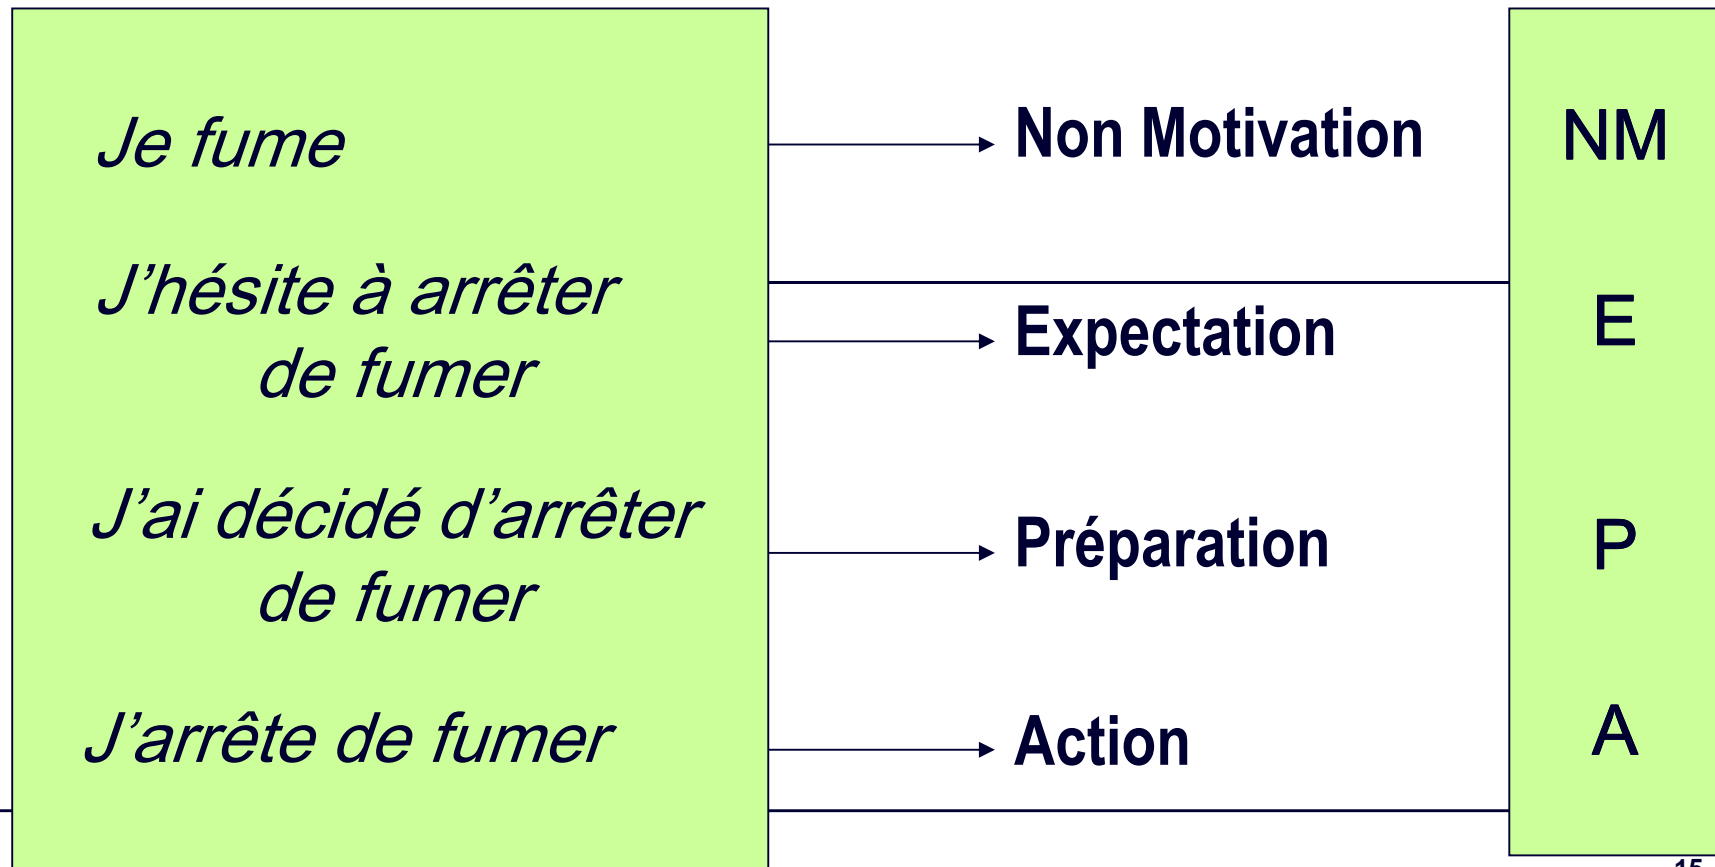 Je fume
Non Motivation
NM
J’hésite à arrêter
de fumer
Expectation
E
J’ai décidé d’arrêter
de fumer
Préparation
P
J’arrête de fumer
Action
A
15